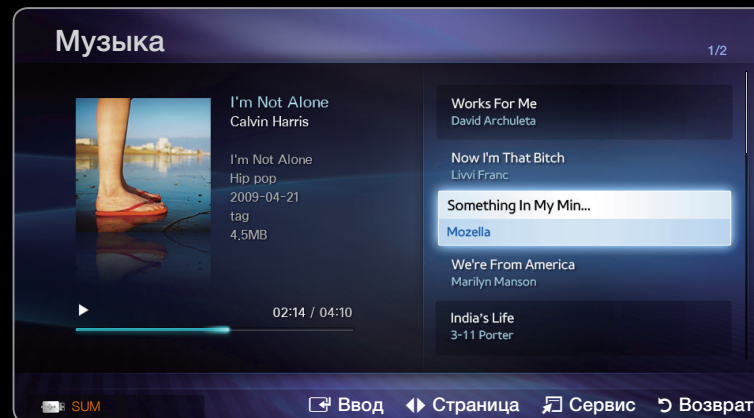 Музыка
1/2
I'm Not Alone
Calvin Harris
I'm Not Alone
Hip pop
2009-04-21
tag
4,5MB
02:14 / 04:10
Works For Me
David Archuleta
Now I'm That Bitch
Livvi Franc
Something In My Min...
Mozella
We're From America
Marilyn Manson
India's Life
3-11 Porter
SUM
Ввод Страница Сервис Возврат